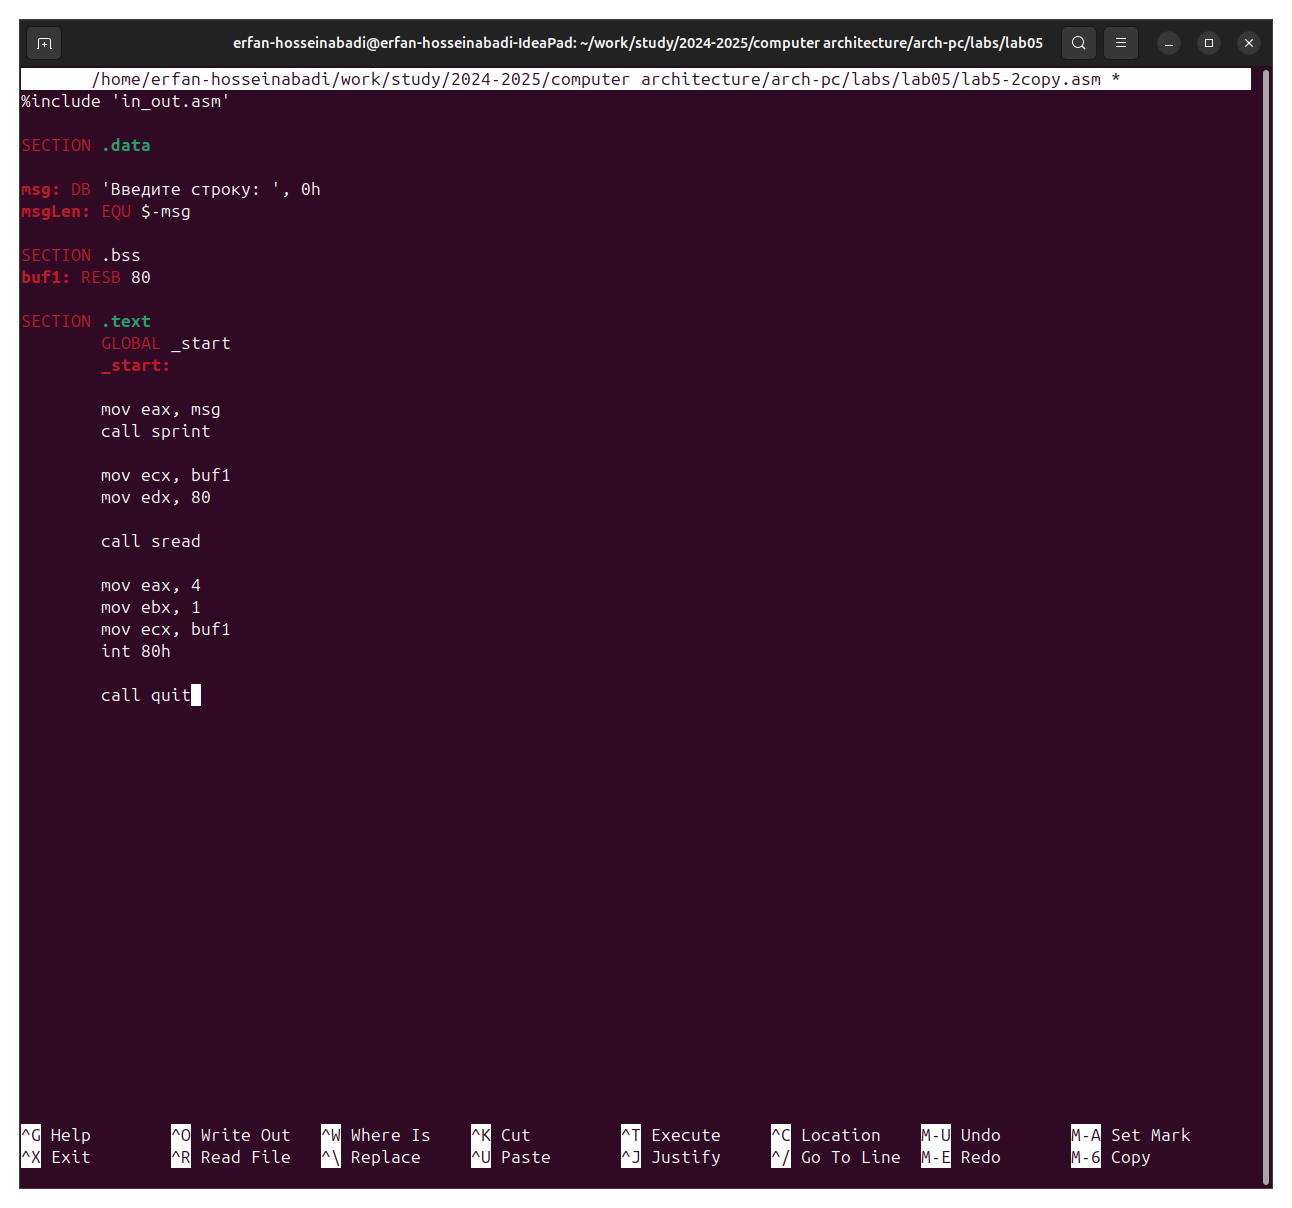 erfan-hosseinabadi@erfan-hosseinabadi-IdeaPad: ~/work/study/2024-2025/computer architecture/arch-pc/labs/lab05
/home/erfan-hosseinabadi/work/study/2024-2025/computer architecture/arch-pc/labs/lab05/lab5-2copy.asm *
%include 'in_out.asm'
SECTION .data
msg: DB 'Введите строку: ', 0h
msgLen: EQU $-msg
SECTION .bss
buf1: RESB 80
SECTION .text
GLOBAL _start
_start:
mov eax, msg
call sprint
mov ecx, buf1
mov edx, 80
call sread
mov eax, 4
mov ebx, 1
mov ecx, buf1
int 80h
call quit
^G Help ^O Write Out ^W Where Is ^K Cut ^T Execute ^C Location M-U Undo M-A Set Mark
^X Exit ^R Read File ^\ Replace ^U Paste ^J Justify ^/ Go To Line M-E Redo M-6 Copy